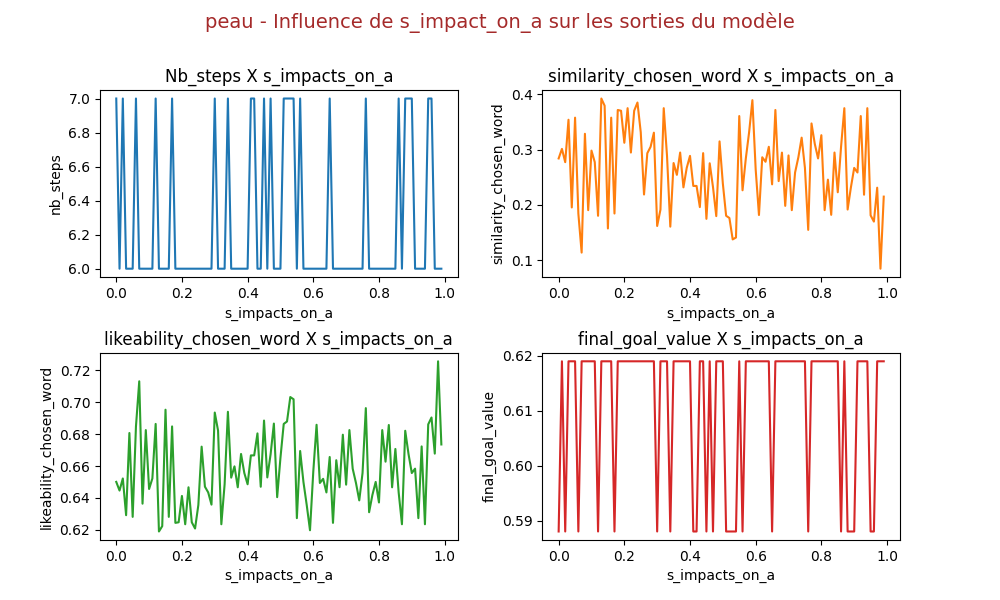 peau - Influence de s_impact_on_a sur les sorties du modèle
Nb_steps X s_impacts_on_a
7.0
6.8
6.6
6.4
6.2
6.0
nb_steps
0.0 0.2 0.4 0.6 0.8 1.0
s_impacts_on_a
similarity_chosen_word X s_impacts_on_a
0.4
0.3
0.2
0.1
similarity_chosen_word
0.0 0.2 0.4 0.6 0.8 1.0
s_impacts_on_a
likeability_chosen_word X s_impacts_on_a
0.72
0.70
0.68
0.66
0.64
0.62
likeability_chosen_word
0.0 0.2 0.4 0.6 0.8 1.0
s_impacts_on_a
final_goal_value X s_impacts_on_a
0.62
0.61
0.60
0.59
final_goal_value
0.0 0.2 0.4 0.6 0.8 1.0
s_impacts_on_a